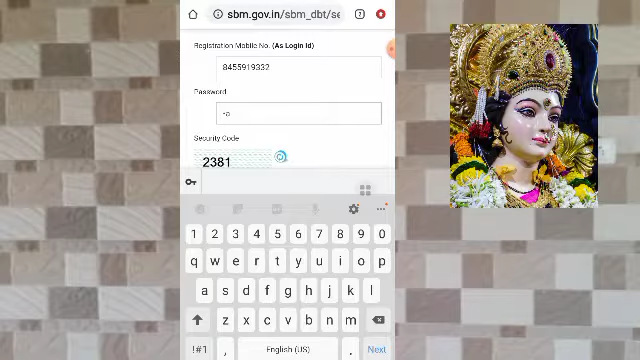 sbm.gov.in/sbm_dbt/se
Registration Mobile No. (As Login Id)
8455919332
Password
-a
Security Code
2381
1 2 3 4 5 6 7 8 9 0
q w e r t y u i o p
a s d f g h j k l
z x c v b n m
!#1 , English (US) . Next